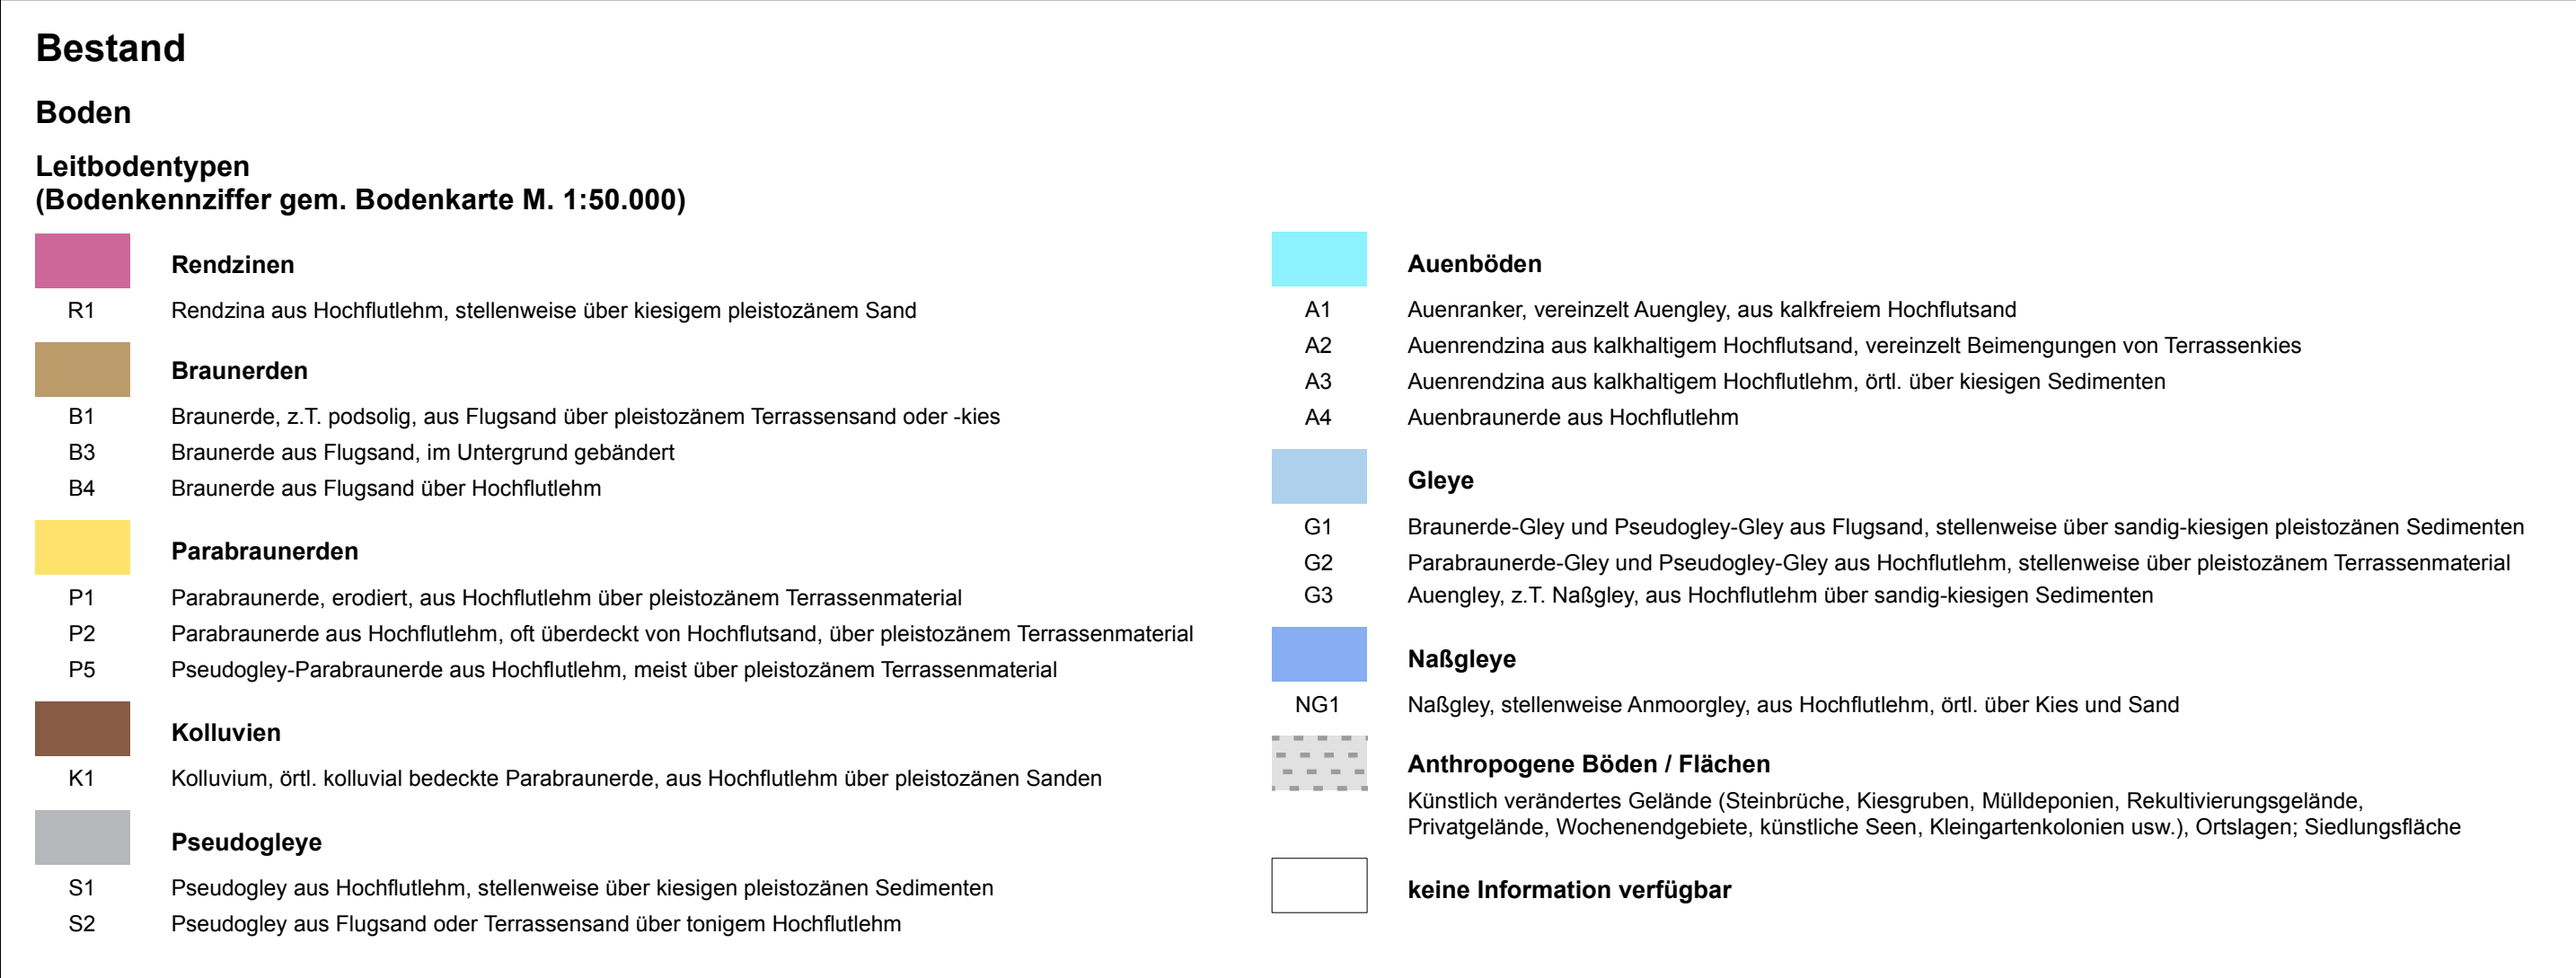 Bestand
Boden
Leitbodentypen
(Bodenkennziffer gem. Bodenkarte M. 1:50.000)
Rendzinen
R1 Rendzina aus Hochflutlehm, stellenweise über kiesigem pleistozänem Sand
Braunerden
B1 Braunerde, z.T. podsolig, aus Flugsand über pleistozänem Terrassensand oder -kies
B3 Braunerde aus Flugsand, im Untergrund gebändert
B4 Braunerde aus Flugsand über Hochflutlehm
Parabraunerden
P1 Parabraunerde, erodiert, aus Hochflutlehm über pleistozänem Terrassenmaterial
P2 Parabraunerde aus Hochflutlehm, oft überdeckt von Hochflutsand, über pleistozänem Terrassenmaterial
P5 Pseudogley-Parabraunerde aus Hochflutlehm, meist über pleistozänem Terrassenmaterial
Kolluvien
K1 Kolluvium, örtl. kolluvial bedeckte Parabraunerde, aus Hochflutlehm über pleistozänen Sanden
Pseudogleye
S1 Pseudogley aus Hochflutlehm, stellenweise über kiesigen pleistozänen Sedimenten
S2 Pseudogley aus Flugsand oder Terrassensand über tonigem Hochflutlehm
Auenböden
A1 Auenranker, vereinzelt Auengley, aus kalkfreiem Hochflutsand
A2 Auenrendzina aus kalkhaltigem Hochflutsand, vereinzelt Beimengungen von Terrassenkies
A3 Auenrendzina aus kalkhaltigem Hochflutlehm, örtl. über kiesigen Sedimenten
A4 Auenbraunerde aus Hochflutlehm
Gleye
G1 Braunerde-Gley und Pseudogley-Gley aus Flugsand, stellenweise über sandig-kiesigen pleistozänen Sedimenten
G2 Parabraunerde-Gley und Pseudogley-Gley aus Hochflutlehm, stellenweise über pleistozänem Terrassenmaterial
G3 Auengley, z.T. Naßgley, aus Hochflutlehm über sandig-kiesigen Sedimenten
Naßgleye
NG1 Naßgley, stellenweise Anmoorgley, aus Hochflutlehm, örtl. über Kies und Sand
Anthropogene Böden / Flächen
Künstlich verändertes Gelände (Steinbrüche, Kiesgruben, Mülldeponien, Rekultivierungsgelände,
Privatgelände, Wochenendgebiete, künstliche Seen, Kleingartenkolonien usw.), Ortslagen; Siedlungsfläche
keine Information verfügbar